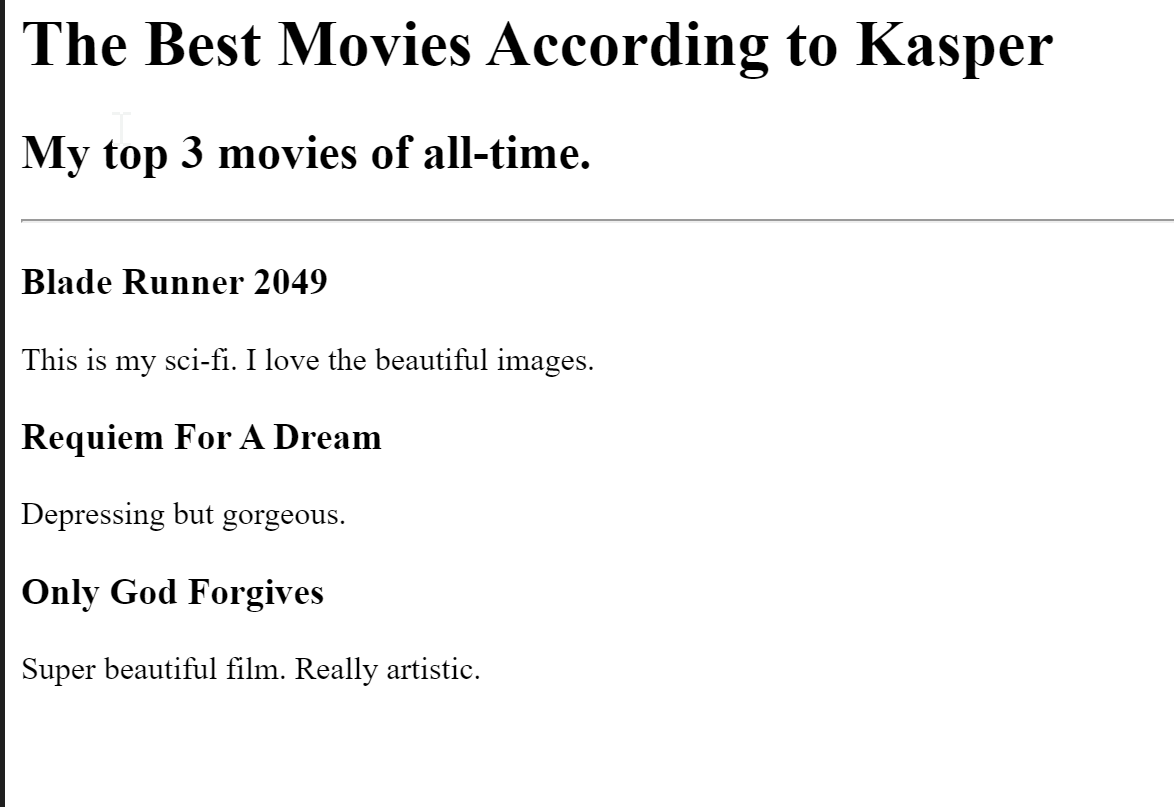 The Best Movies According to Kasper
My top 3 movies of all-time.
Blade Runner 2049
This is my sci-fi. I love the beautiful images.
Requiem For A Dream
Depressing but gorgeous.
Only God Forgives
Super beautiful film. Really artistic.